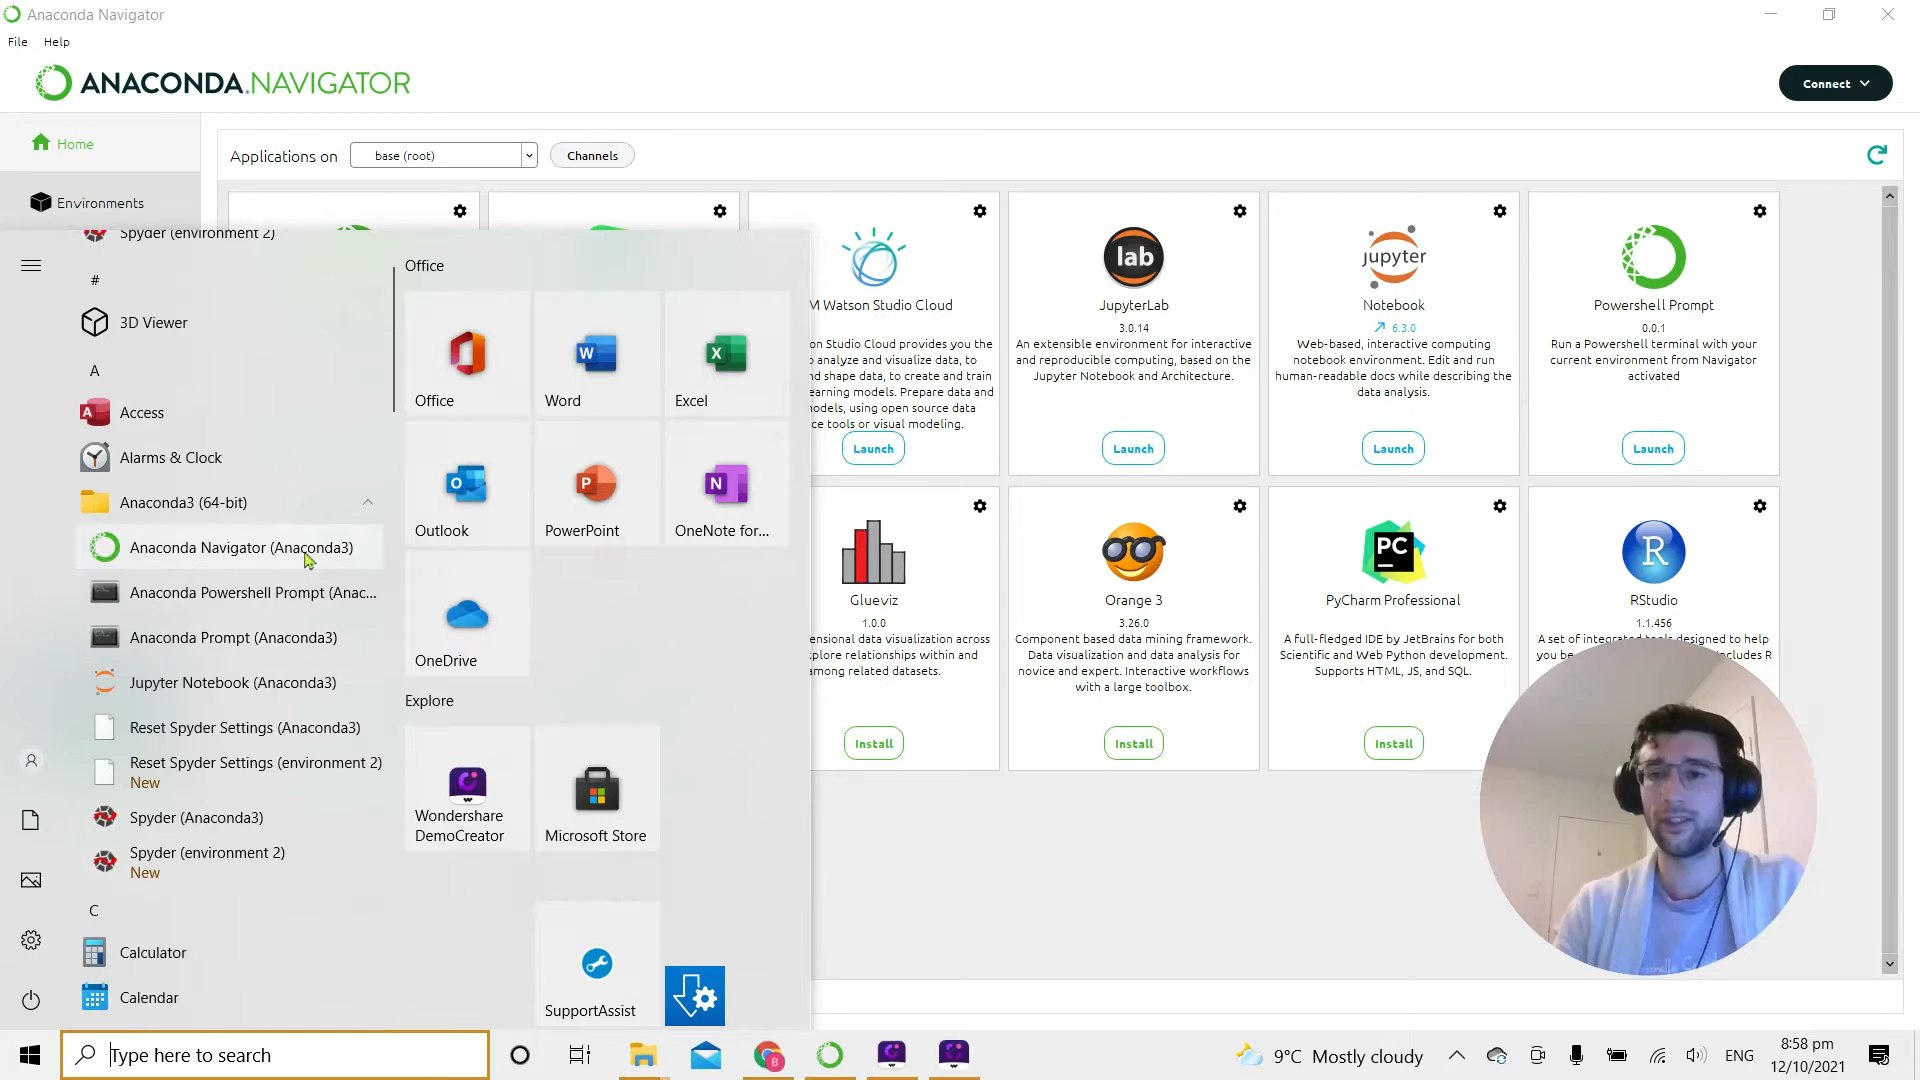 Anaconda Navigator
File Help
ANACONDA.NAVIGATOR
Connect
Home
Environments
Applications on
base (root)
Channels
Spyder (environment 2)
#
3D Viewer
A
Access
Alarms & Clock
Anaconda3 (64-bit)
Anaconda Navigator (Anaconda3)
Anaconda Powershell Prompt (Anac...
Anaconda Prompt (Anaconda3)
Jupyter Notebook (Anaconda3)
Reset Spyder Settings (Anaconda3)
Reset Spyder Settings (environment 2)
New
Spyder (Anaconda3)
Spyder (environment 2)
New
C
Calculator
Calendar
Office
Office
Word
Excel
Outlook
PowerPoint
OneNote for...
OneDrive
Explore
Wondershare
DemoCreator
Microsoft Store
SupportAssist
M Watson Studio Cloud
on Studio Cloud provides you the
analyze and visualize data, to
nd shape data, to create and train
earning models. Prepare data and
odels, using open source data
ce tools or visual modeling.
Launch
lab
JupyterLab
3.0.14
An extensible environment for interactive
and reproducible computing, based on the
Jupyter Notebook and Architecture.
Launch
jupyter
Notebook
6.3.0
Web-based, interactive computing
notebook environment. Edit and run
human-readable docs while describing the
data analysis.
Launch
Powershell Prompt
0.0.1
Run a Powershell terminal with your
current environment from Navigator
activated
Launch
Glueviz
1.0.0
ensional data visualization across
plore relationships within and
among related datasets.
Install
Orange 3
3.26.0
Component based data mining framework.
Data visualization and data analysis for
novice and expert. Interactive workflows
with a large toolbox.
Install
PC
PyCharm Professional
A full-fledged IDE by JetBrains for both
Scientific and Web Python development.
Supports HTML, JS, and SQL.
Install
R
RStudio
1.1.456
A set of integrated tools designed to help
you be includes R
Type here to search
9°C Mostly cloudy
ENG
8:58 pm
12/10/2021